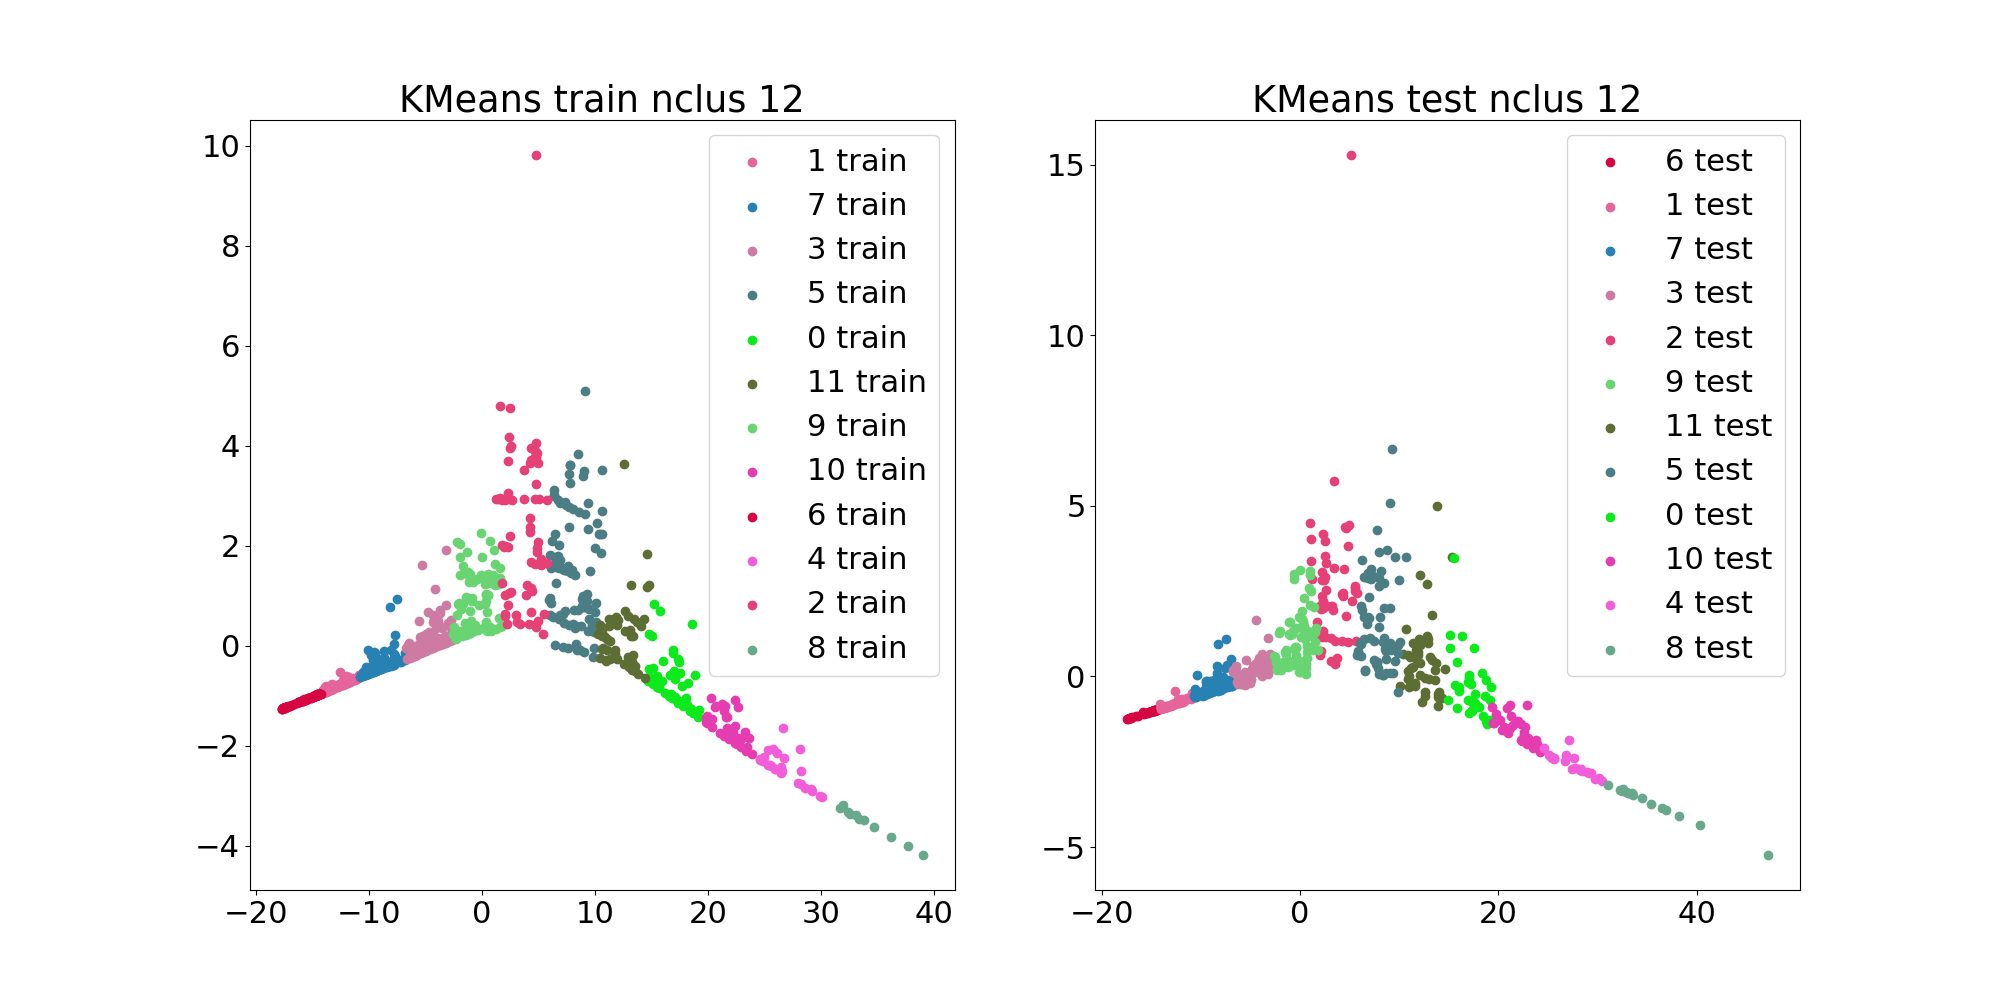 KMeans train nclus 12
10
8
6
4
2
0
−2
−4
−20
−10
0
10
20
30
40
1 train
7 train
3 train
5 train
0 train
11 train
9 train
10 train
6 train
4 train
2 train
8 train
KMeans test nclus 12
15
10
5
0
−5
−20
0
20
40
6 test
1 test
7 test
3 test
2 test
9 test
11 test
5 test
0 test
10 test
4 test
8 test